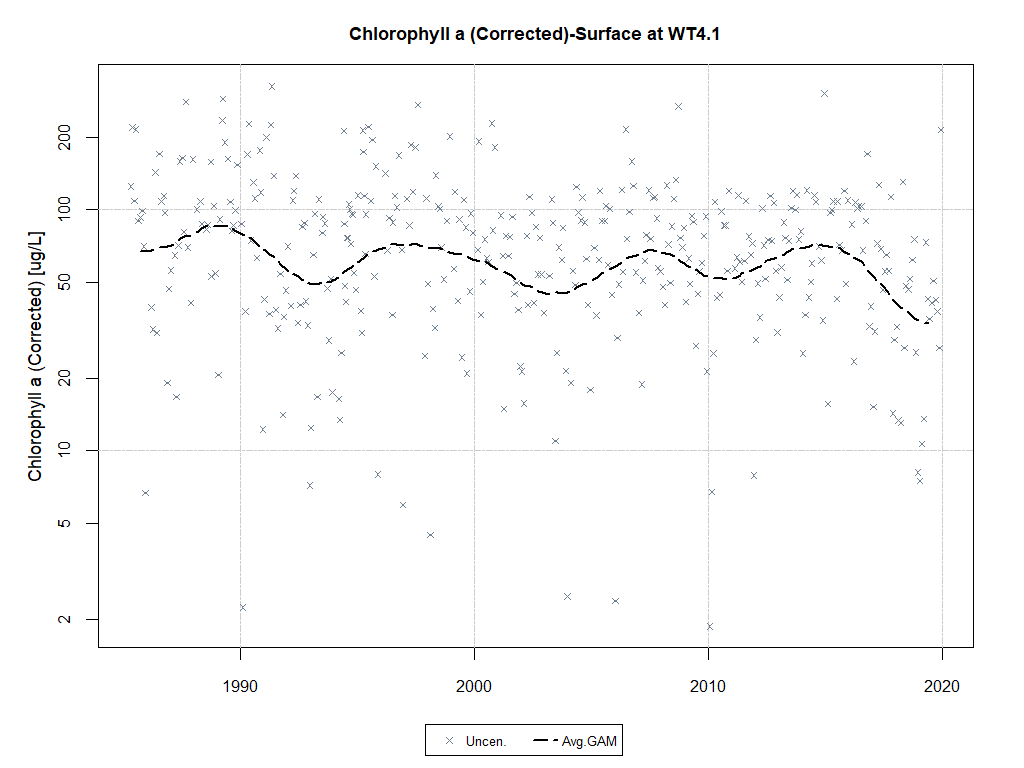 Chlorophyll a (Corrected)-Surface at WT4.1
Chlorophyll a (Corrected) [ug/L]
200
100
50
20
10
5
2
1990 2000 2010 2020
Uncen. Avg.GAM